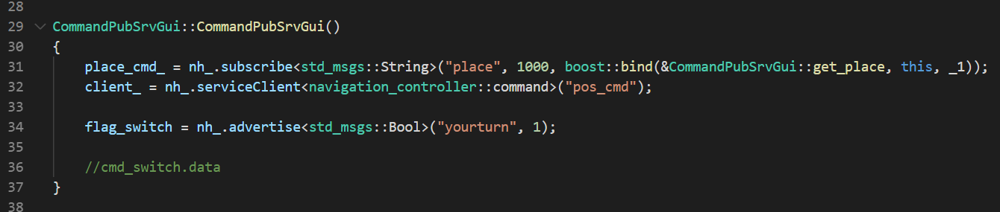 28
29 CommandPubSrvGui::CommandPubSrvGui()
30 {
31 place_cmd_ = nh_.subscribe<std_msgs::String>("place", 1000, boost::bind(&CommandPubSrvGui::get_place, this, _1));
32 client_ = nh_.serviceClient<navigation_controller::command>("pos_cmd");
33
34 flag_switch = nh_.advertise<std_msgs::Bool>("yourturn", 1);
35
36 //cmd_switch.data
37 }
38